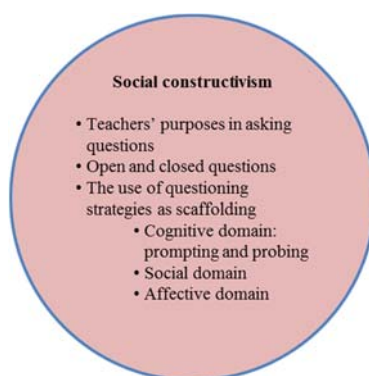 Social constructivism
• Teachers’ purposes in asking
questions
• Open and closed questions
• The use of questioning
strategies as scaffolding
• Cognitive domain:
prompting and probing
• Social domain
• Affective domain